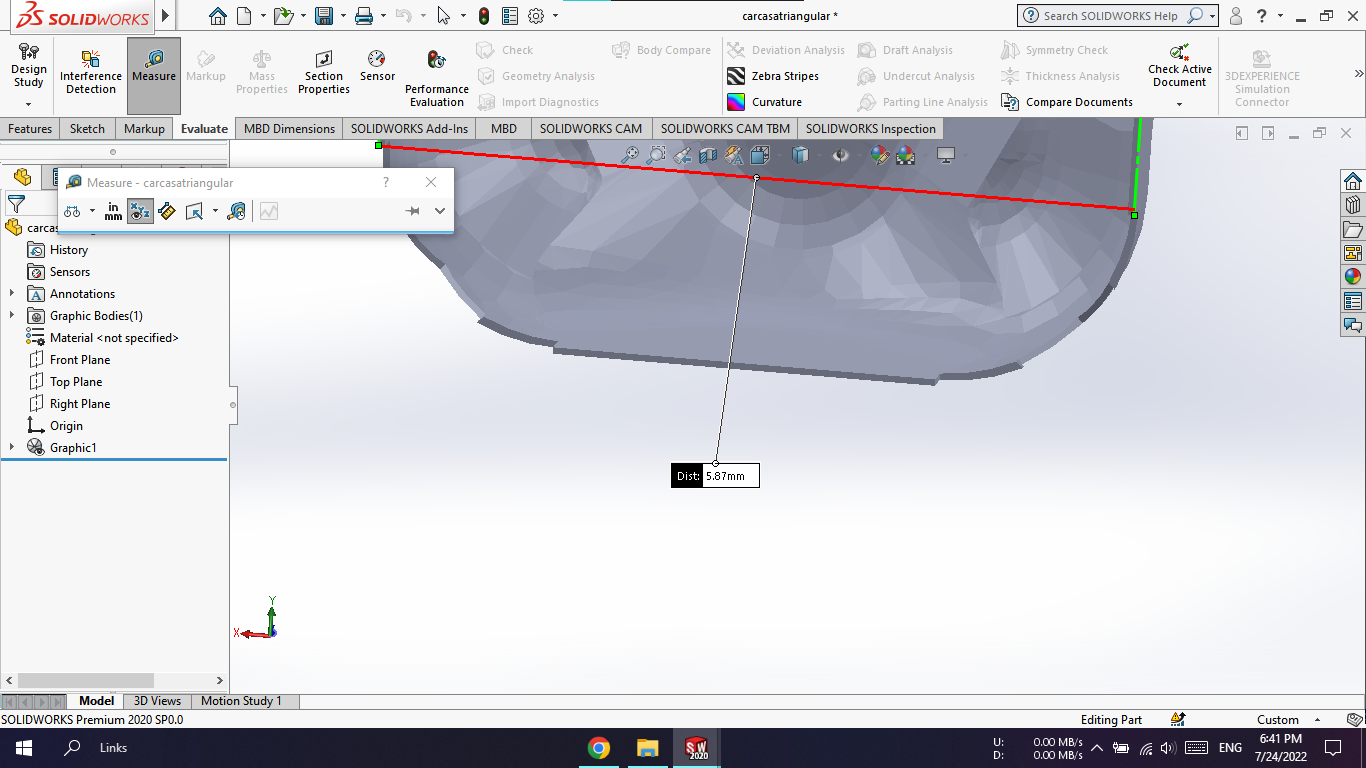 SOLIDWORKS
carcasatriangular *
Search SOLIDWORKS Help
?
Design Study
Interference Detection
Measure
Markup
Mass Properties
Section Properties
Sensor
Performance Evaluation
Check
Geometry Analysis
Import Diagnostics
Body Compare
Deviation Analysis
Zebra Stripes
Curvature
Draft Analysis
Undercut Analysis
Parting Line Analysis
Symmetry Check
Thickness Analysis
Compare Documents
Check Active Document
3DEXPERIENCE Simulation Connector
Features
Sketch
Markup
Evaluate
MBD Dimensions
SOLIDWORKS Add-Ins
MBD
SOLIDWORKS CAM
SOLIDWORKS CAM TBM
SOLIDWORKS Inspection
Measure - carcasatriangular
?
in
mm
XYZ
carcas
History
Sensors
Annotations
Graphic Bodies(1)
Material <not specified>
Front Plane
Top Plane
Right Plane
Origin
Graphic1
Dist: 5.87mm
Y
X
Model
3D Views
Motion Study 1
SOLIDWORKS Premium 2020 SP0.0
Editing Part
Custom
Links
SW
2020
U: 0.00 MB/s
D: 0.00 MB/s
ENG
6:41 PM
7/24/2022